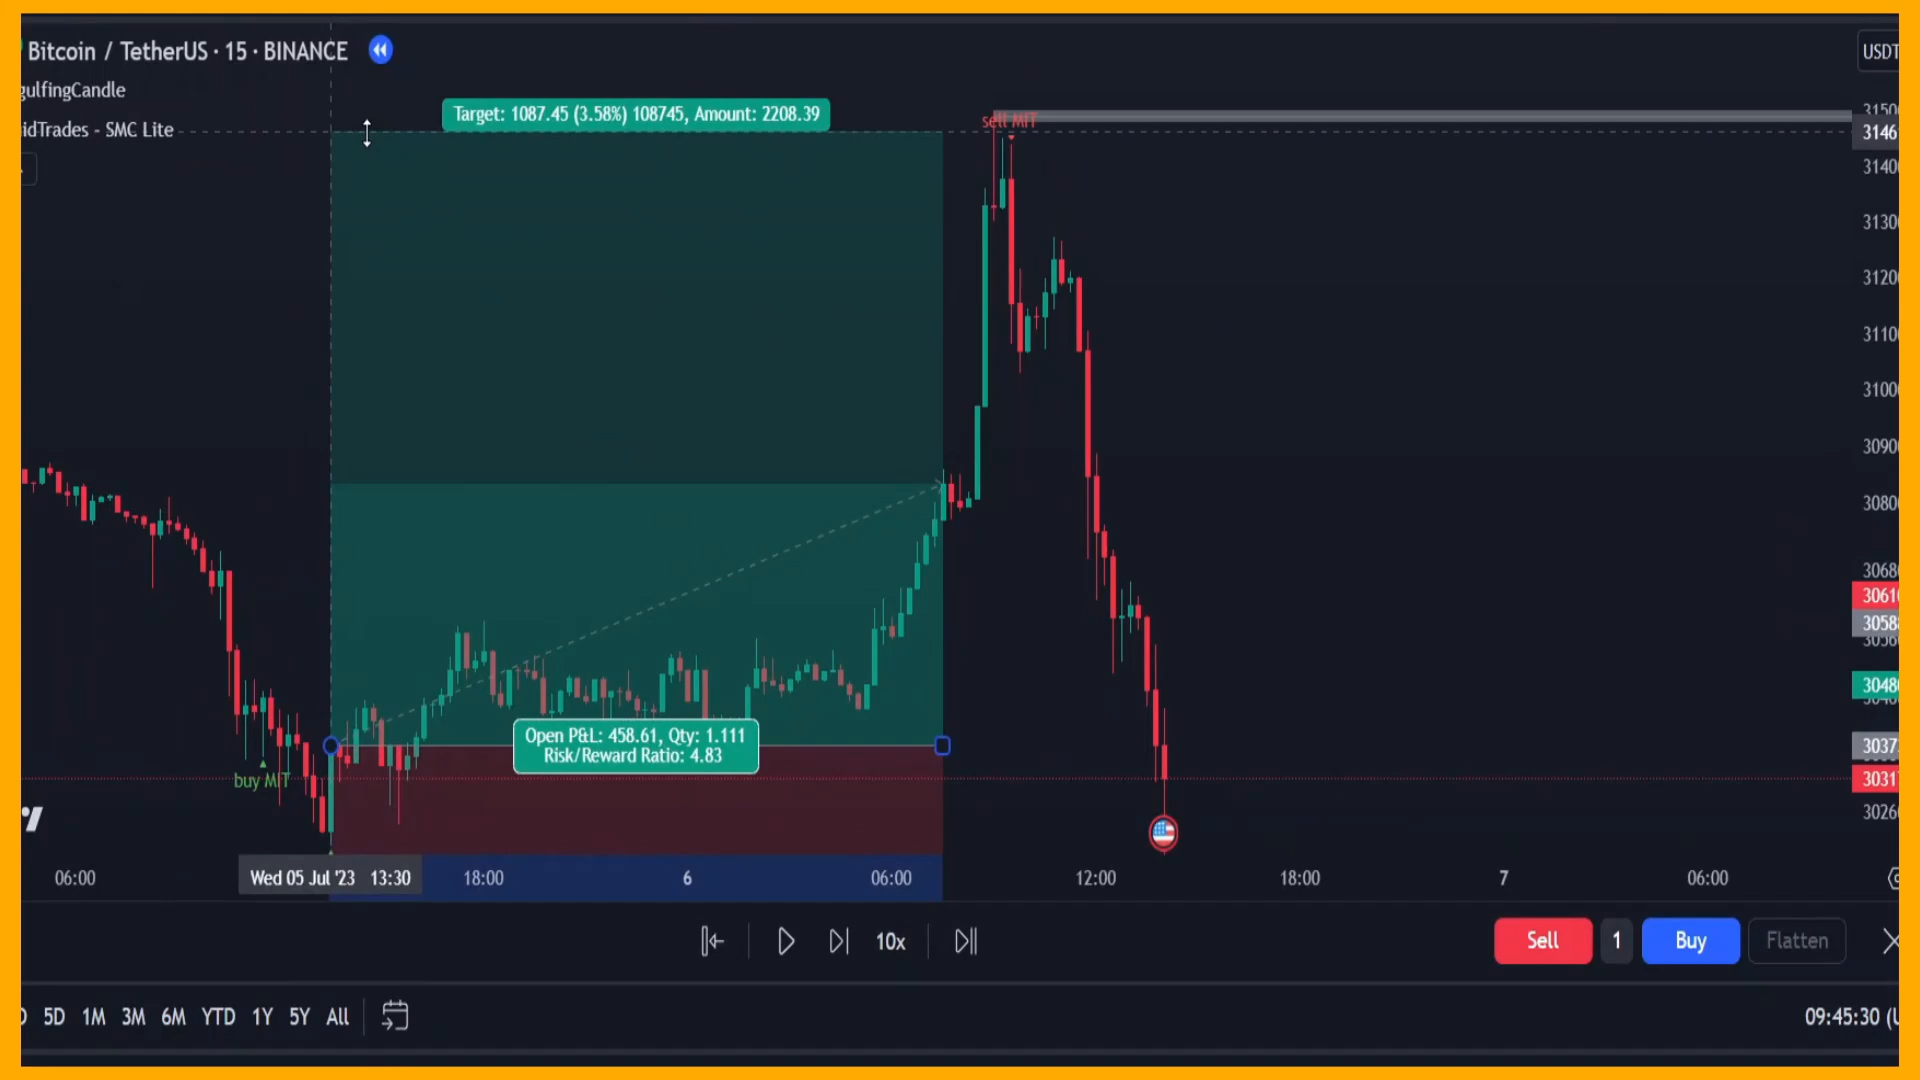 Bitcoin / TetherUS · 15 · BINANCE
USDT
gulfingCandle
Target: 1087.45 (3.58%) 108745, Amount: 2208.39
idTrades - SMC Lite
sell MIT
3150
3146
3140
3130
3120
3110
3100
3090
3080
3068
3061
3058
3048
3037
3031
3026
Open P&L: 458.61, Qty: 1.111
Risk/Reward Ratio: 4.83
buy MIT
06:00
Wed 05 Jul '23 13:30
18:00
6
06:00
12:00
18:00
7
06:00
10x
Sell
1
Buy
Flatten
5D 1M 3M 6M YTD 1Y 5Y All
09:45:30 (U